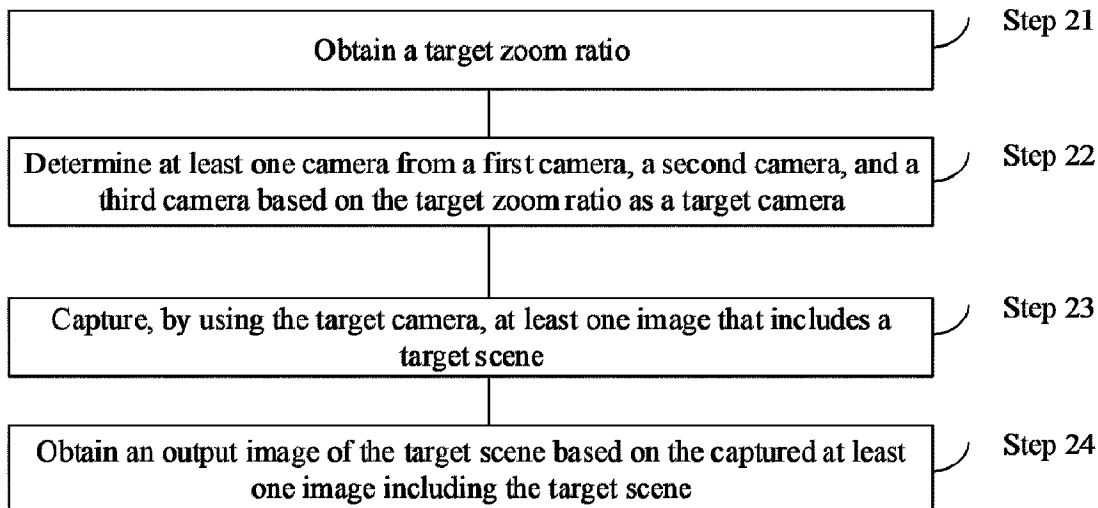 Obtain a target zoom ratio
Step 21
Determine at least one camera from a first camera, a second camera, and a
third camera based on the target zoom ratio as a target camera
Step 22
Capture, by using the target camera, at least one image that includes a
target scene
Step 23
Obtain an output image of the target scene based on the captured at least
one image including the target scene
Step 24